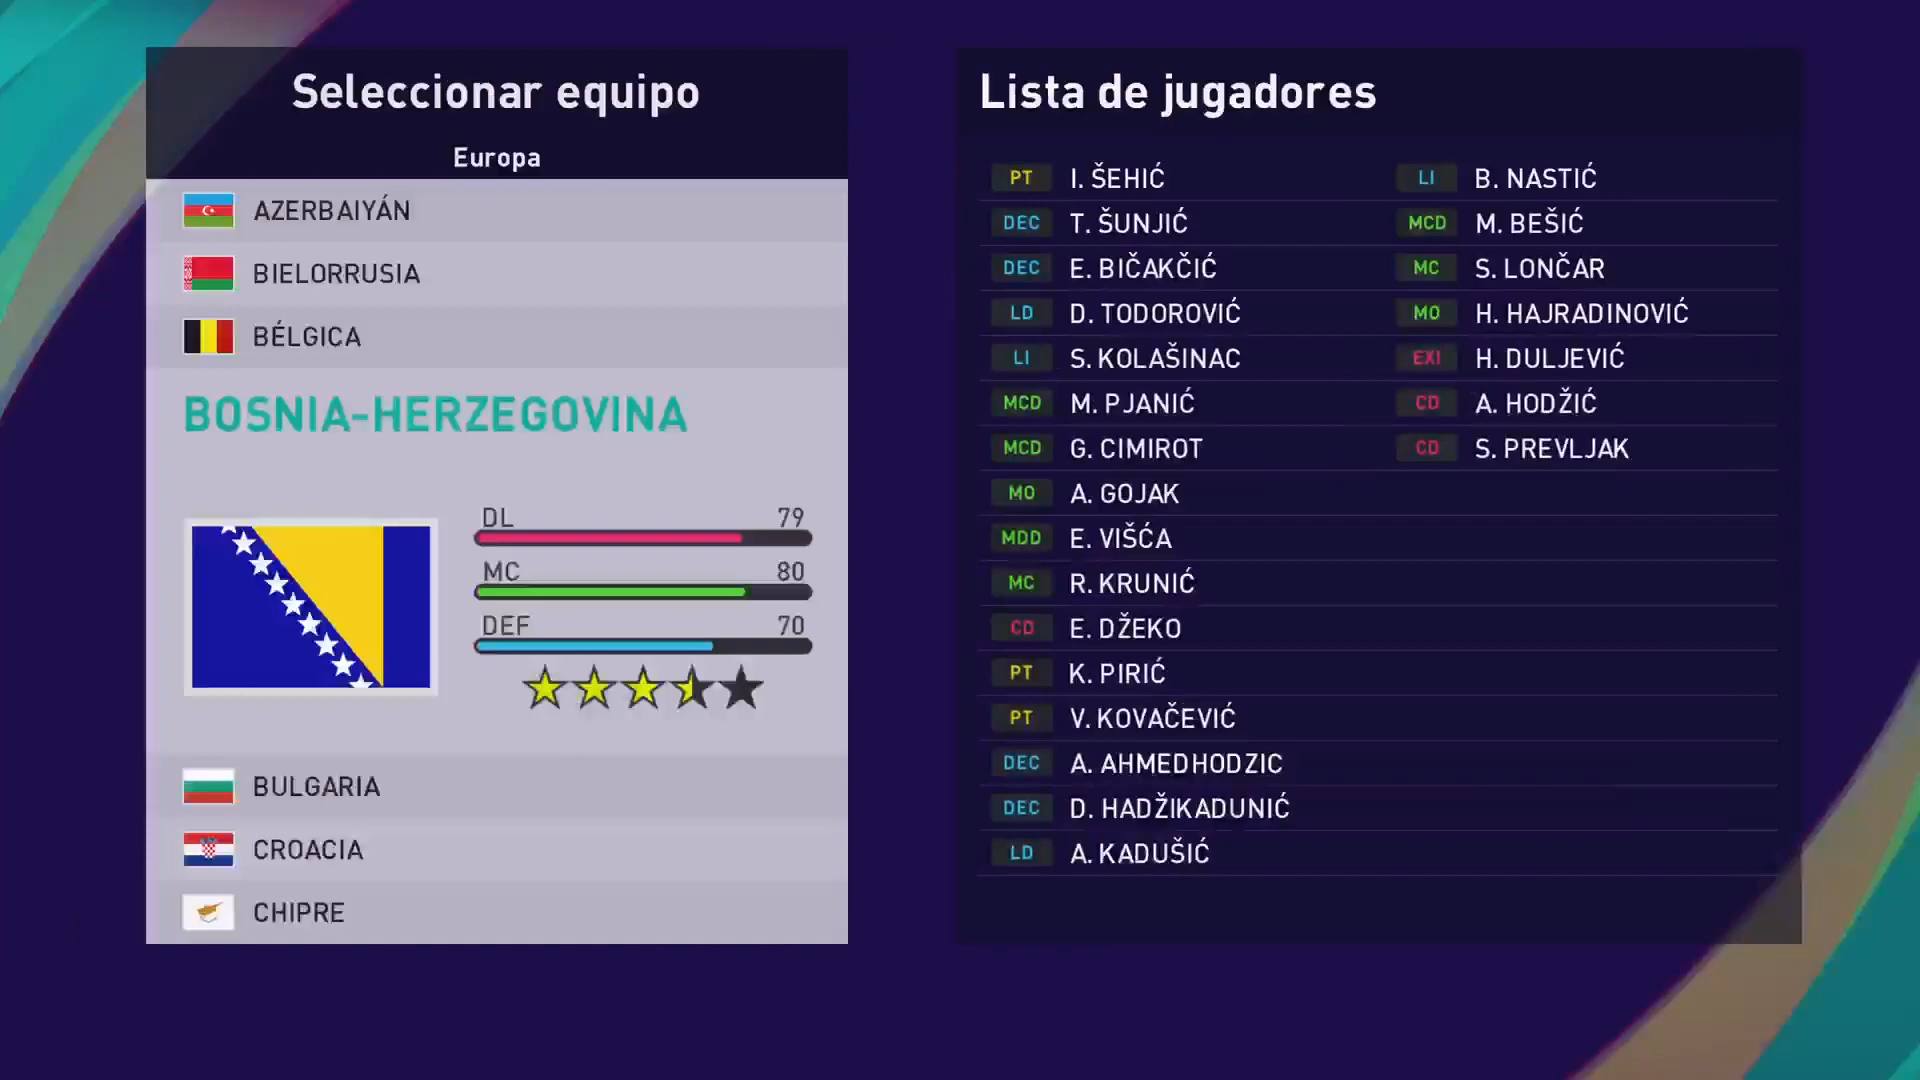 Seleccionar equipo
Europa
AZERBAIYÁN
BIELORRUSIA
BÉLGICA
BOSNIA-HERZEGOVINA
DL 79
MC 80
DEF 70
BULGARIA
CROACIA
CHIPRE
Lista de jugadores
PT I. ŠEHIĆ
DEC T. ŠUNJIĆ
DEC E. BIČAKČIĆ
LD D. TODOROVIĆ
LI S. KOLAŠINAC
MCD M. PJANIĆ
MCD G. CIMIROT
MO A. GOJAK
MDD E. VIŠĆA
MC R. KRUNIĆ
CD E. DŽEKO
PT K. PIRIĆ
PT V. KOVAČEVIĆ
DEC A. AHMEDHODZIC
DEC D. HADŽIKADUNIĆ
LD A. KADUŠIĆ
LI B. NASTIĆ
MCD M. BEŠIĆ
MC S. LONČAR
MO H. HAJRADINOVIĆ
EXI H. DULJEVIĆ
CD A. HODŽIĆ
CD S. PREVLJAK